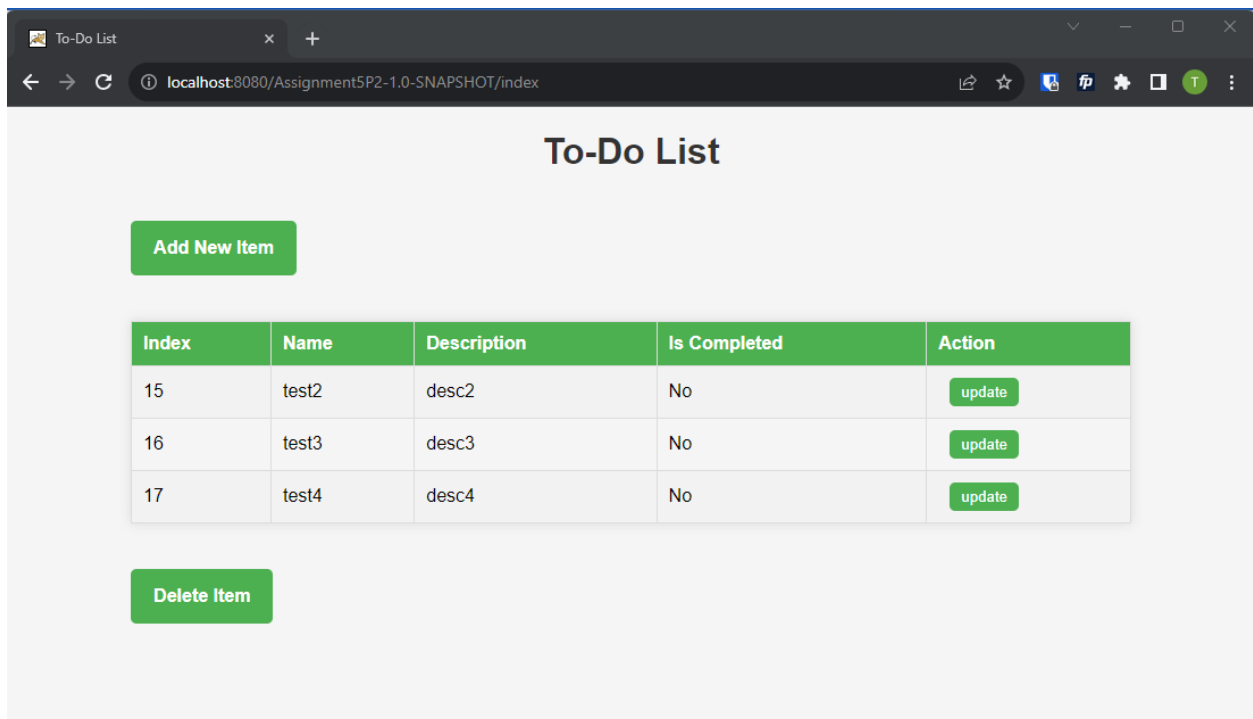 To-Do List
localhost:8080/Assignment5P2-1.0-SNAPSHOT/index
fp
T
To-Do List
Add New Item
Index Name Description Is Completed Action
15 test2 desc2 No update
16 test3 desc3 No update
17 test4 desc4 No update
Delete Item